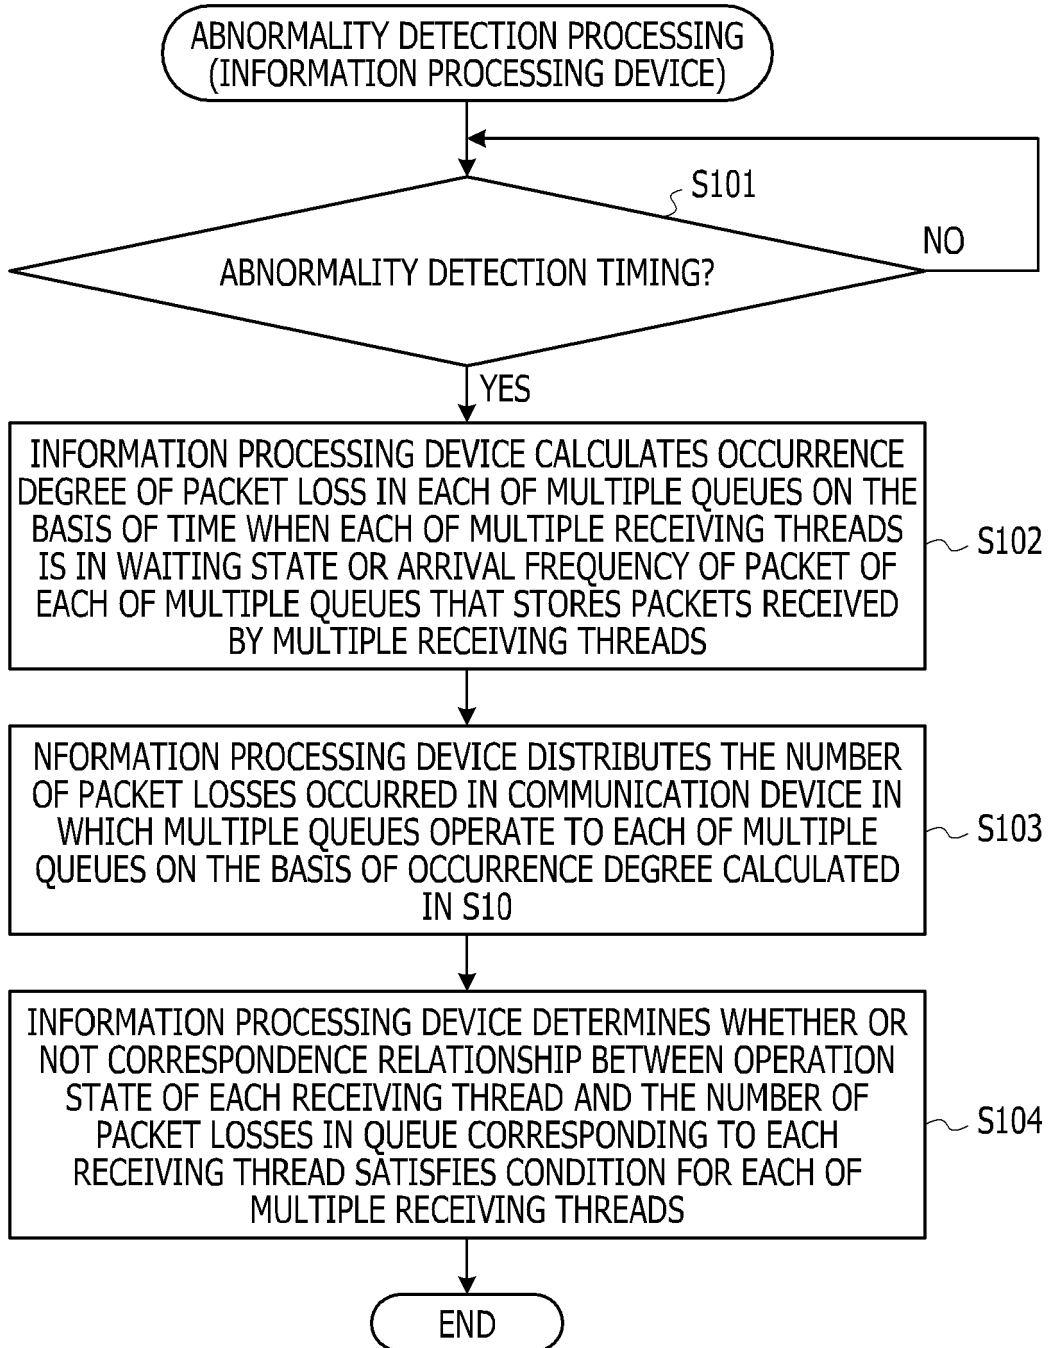 ABNORMALITY DETECTION PROCESSING
(INFORMATION PROCESSING DEVICE)
S101
NO
ABNORMALITY DETECTION TIMING?
YES
INFORMATION PROCESSING DEVICE CALCULATES OCCURRENCE
DEGREE OF PACKET LOSS IN EACH OF MULTIPLE QUEUES ON THE
BASIS OF TIME WHEN EACH OF MULTIPLE RECEIVING THREADS
IS IN WAITING STATE OR ARRIVAL FREQUENCY OF PACKET OF
EACH OF MULTIPLE QUEUES THAT STORES PACKETS RECEIVED
BY MULTIPLE RECEIVING THREADS
S102
NFORMATION PROCESSING DEVICE DISTRIBUTES THE NUMBER
OF PACKET LOSSES OCCURRED IN COMMUNICATION DEVICE IN
WHICH MULTIPLE QUEUES OPERATE TO EACH OF MULTIPLE
QUEUES ON THE BASIS OF OCCURRENCE DEGREE CALCULATED
IN S10
S103
INFORMATION PROCESSING DEVICE DETERMINES WHETHER OR
NOT CORRESPONDENCE RELATIONSHIP BETWEEN OPERATION
STATE OF EACH RECEIVING THREAD AND THE NUMBER OF
PACKET LOSSES IN QUEUE CORRESPONDING TO EACH
RECEIVING THREAD SATISFIES CONDITION FOR EACH OF
MULTIPLE RECEIVING THREADS
S104
END